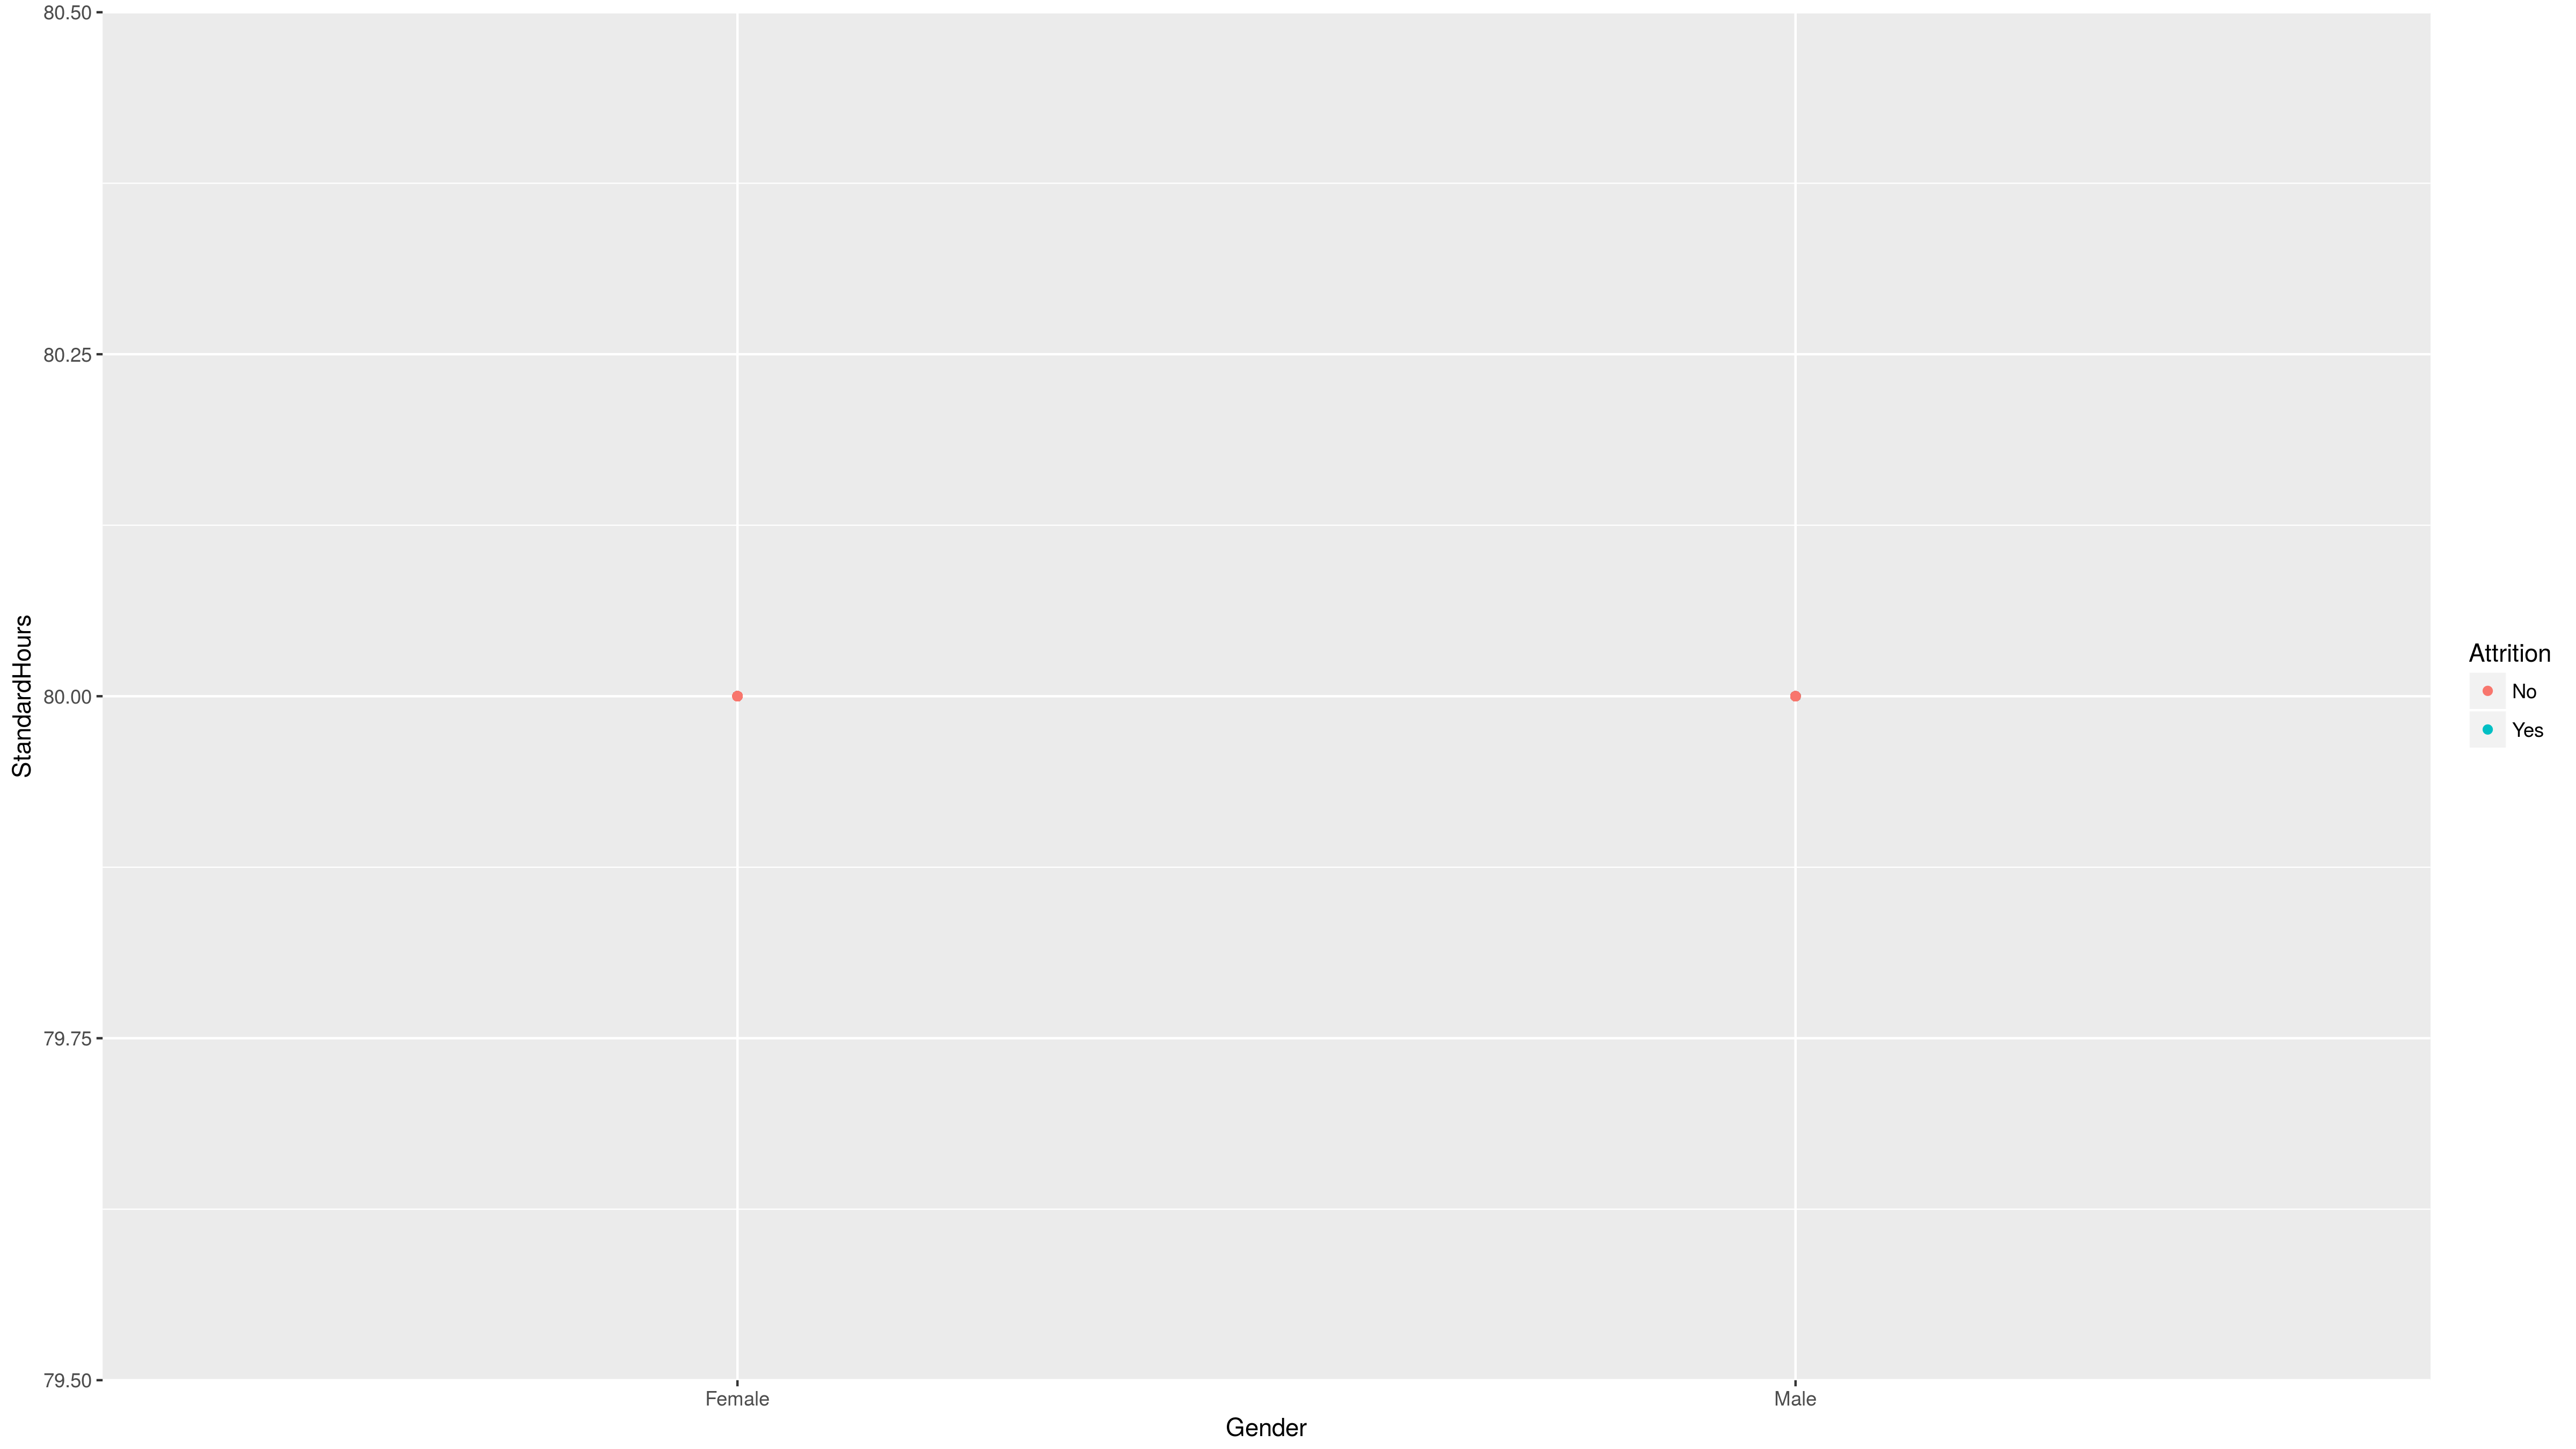 80.50
80.25
80.00
79.75
79.50
StandardHours
Female
Male
Gender
Attrition
No
Yes